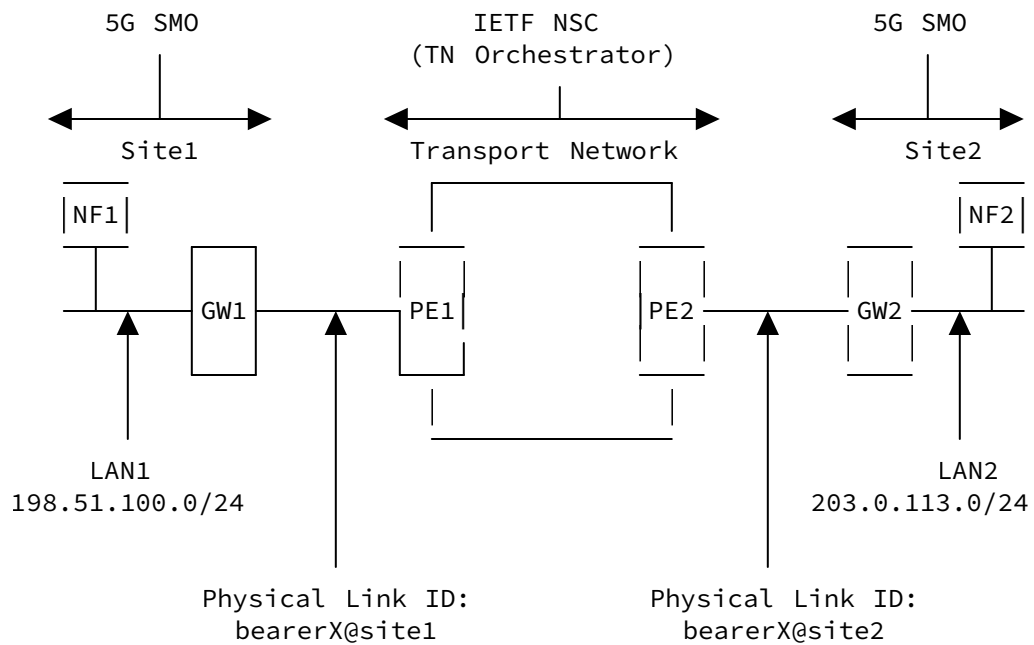 5G SMO
IETF NSC
(TN Orchestrator)
5G SMO
Site1
Transport Network
Site2
NF1
NF2
GW1
PE1
PE2
GW2
LAN1
198.51.100.0/24
LAN2
203.0.113.0/24
Physical Link ID:
bearerX@site1
Physical Link ID:
bearerX@site2